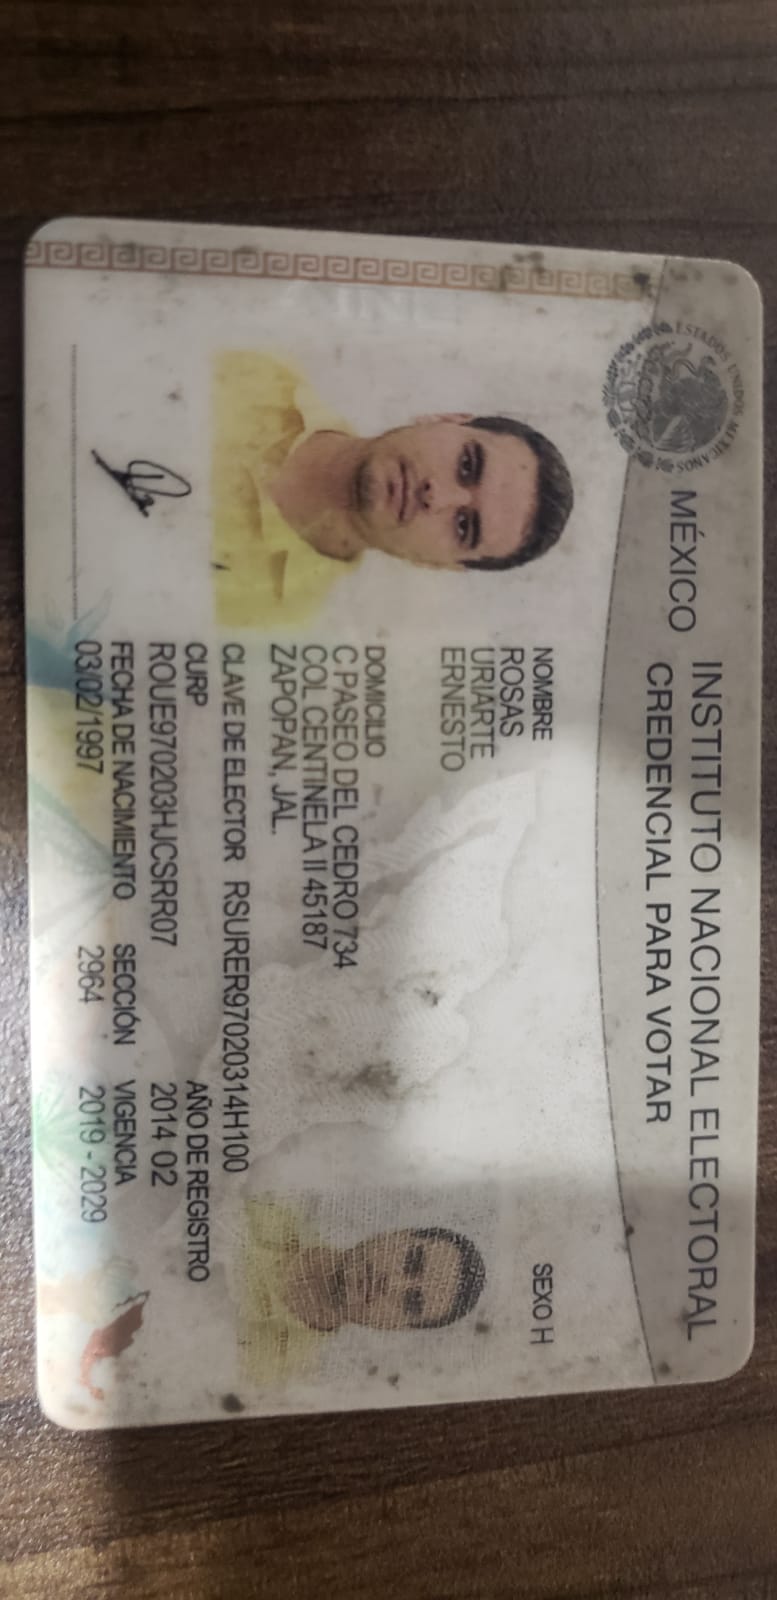 ESTADOS UNIDOS MEXICANOS
MÉXICO
INSTITUTO NACIONAL ELECTORAL
CREDENCIAL PARA VOTAR
NOMBRE
ROSAS
URIARTE
ERNESTO
SEXO H
DOMICILIO
C PASEO DEL CEDRO 734
COL CENTINELA II 45187
ZAPOPAN, JAL.
CLAVE DE ELECTOR RSURER97020314H100
CURP
ROUE970203HJCSRR07
AÑO DE REGISTRO
2014 02
FECHA DE NACIMIENTO
03/02/1997
SECCIÓN
2964
VIGENCIA
2019 - 2029